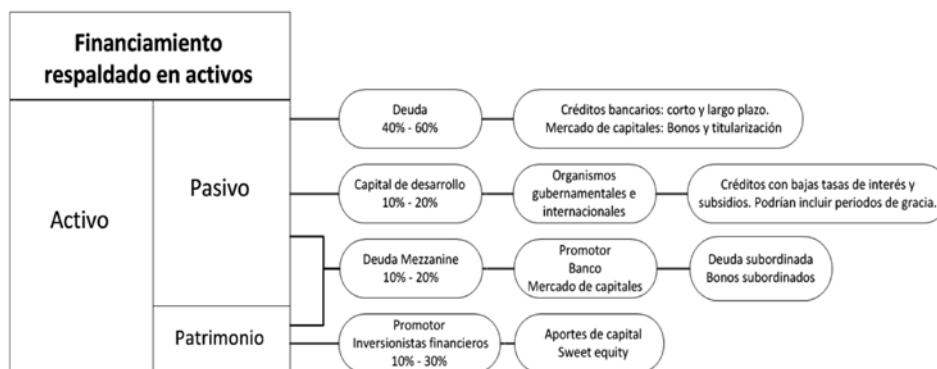 Financiamiento
respaldado en activos
Activo
Pasivo
Patrimonio
Deuda
40% - 60%
Créditos bancarios: corto y largo plazo.
Mercado de capitales: Bonos y titularización
Capital de desarrollo
10% - 20%
Organismos
gubernamentales e
internacionales
Créditos con bajas tasas de interés y
subsidios. Podrían incluir periodos de gracia.
Deuda Mezzanine
10% - 20%
Promotor
Banco
Mercado de capitales
Deuda subordinada
Bonos subordinados
Promotor
Inversionistas financieros
10% - 30%
Aportes de capital
Sweet equity